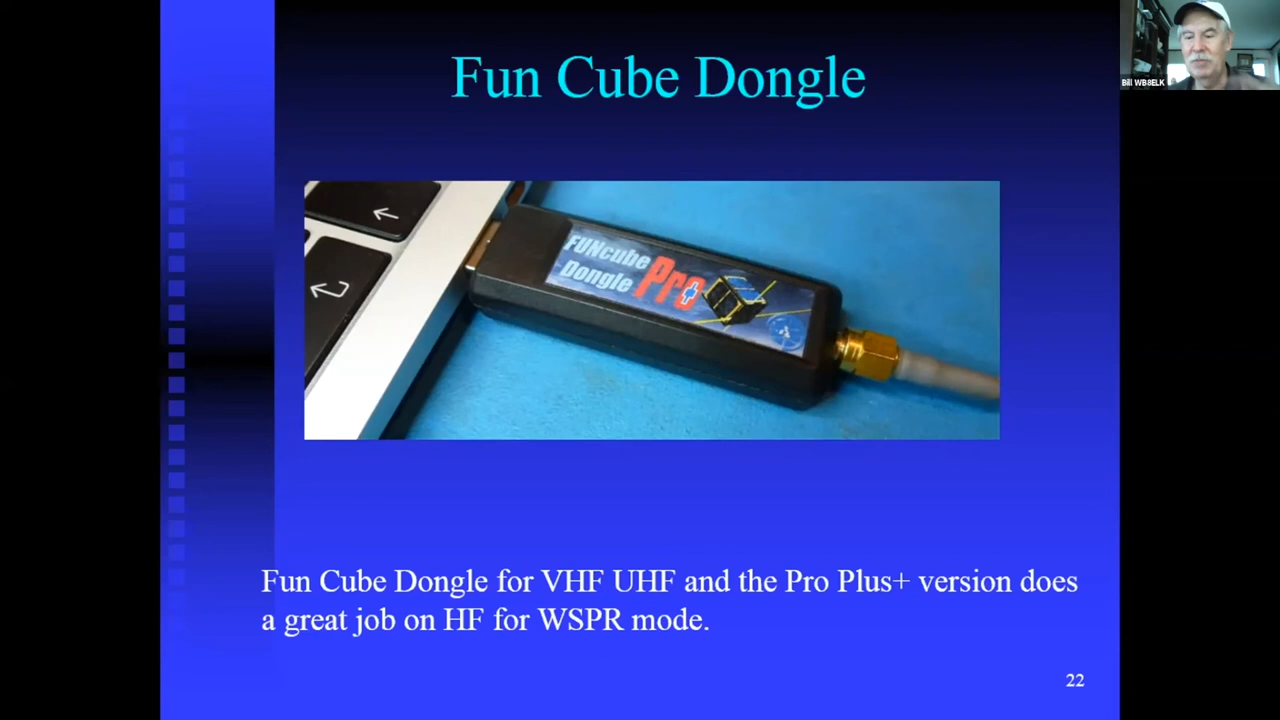 Fun Cube Dongle
Bill WB8ELK
FUNcube
Dongle
Pro+
Fun Cube Dongle for VHF UHF and the Pro Plus+ version does
a great job on HF for WSPR mode.
22